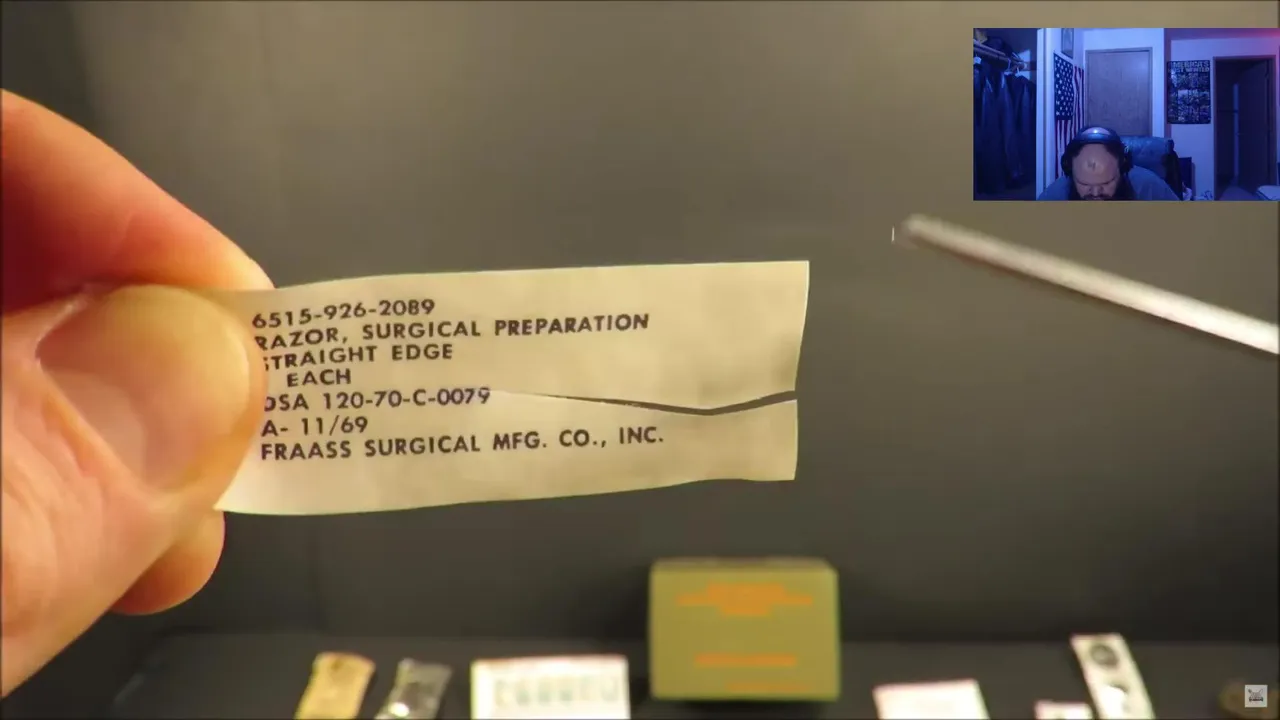 6515-926-2089
RAZOR, SURGICAL PREPARATION
STRAIGHT EDGE
EACH
DSA 120-70-C-0079
A- 11/69
FRAASS SURGICAL MFG. CO., INC.